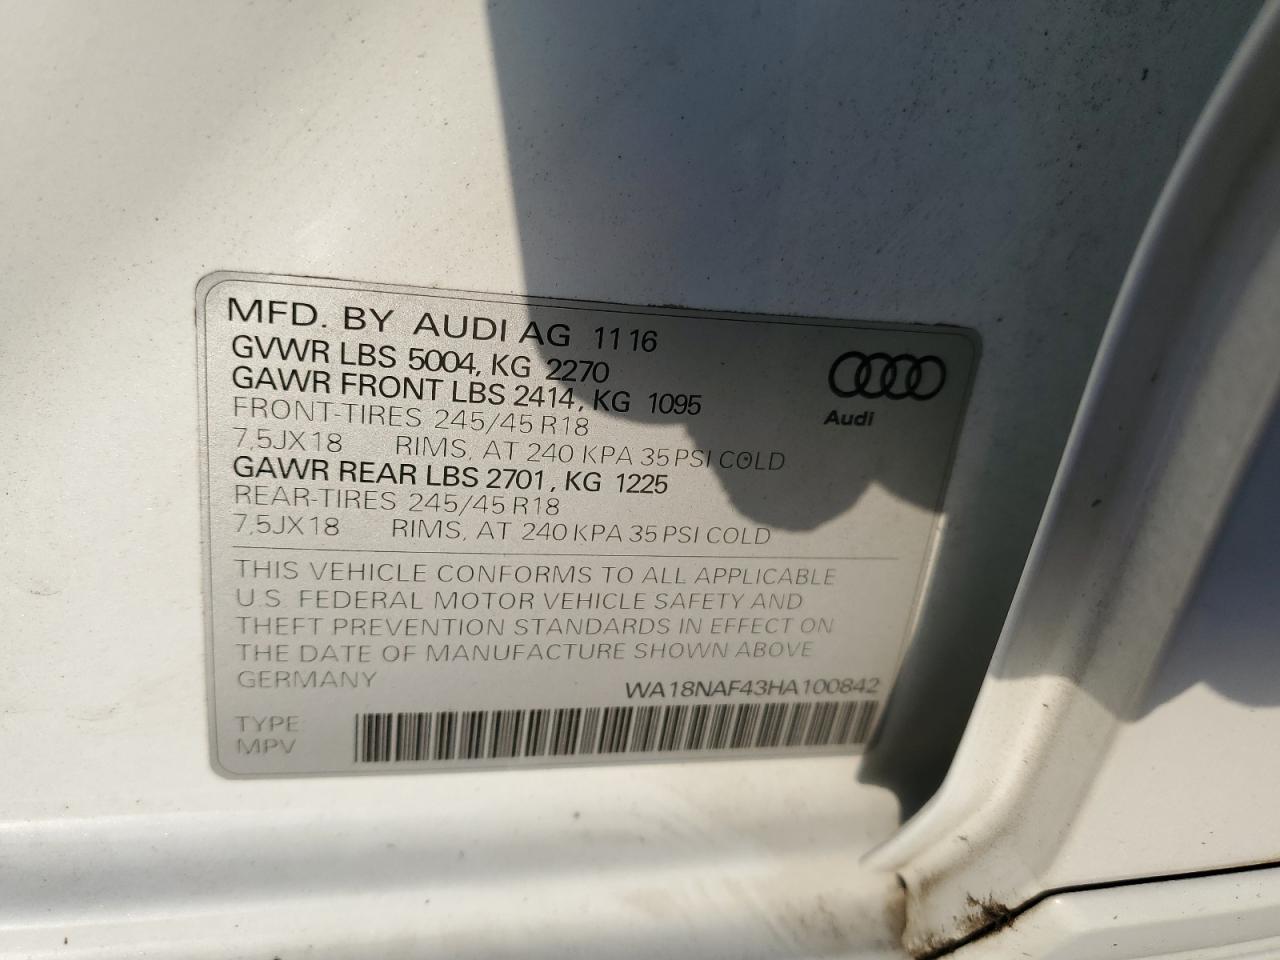 MFD. BY AUDI AG 11 16
GVWR LBS 5004, KG 2270
GAWR FRONT LBS 2414, KG 1095
FRONT-TIRES 245/45 R18
7,5JX18 RIMS, AT 240 KPA 35 PSI COLD
GAWR REAR LBS 2701, KG 1225
REAR-TIRES 245/45 R18
7,5JX18 RIMS, AT 240 KPA 35 PSI COLD
Audi
THIS VEHICLE CONFORMS TO ALL APPLICABLE
U.S. FEDERAL MOTOR VEHICLE SAFETY AND
THEFT PREVENTION STANDARDS IN EFFECT ON
THE DATE OF MANUFACTURE SHOWN ABOVE
GERMANY WA18NAF43HA100842
TYPE
MPV